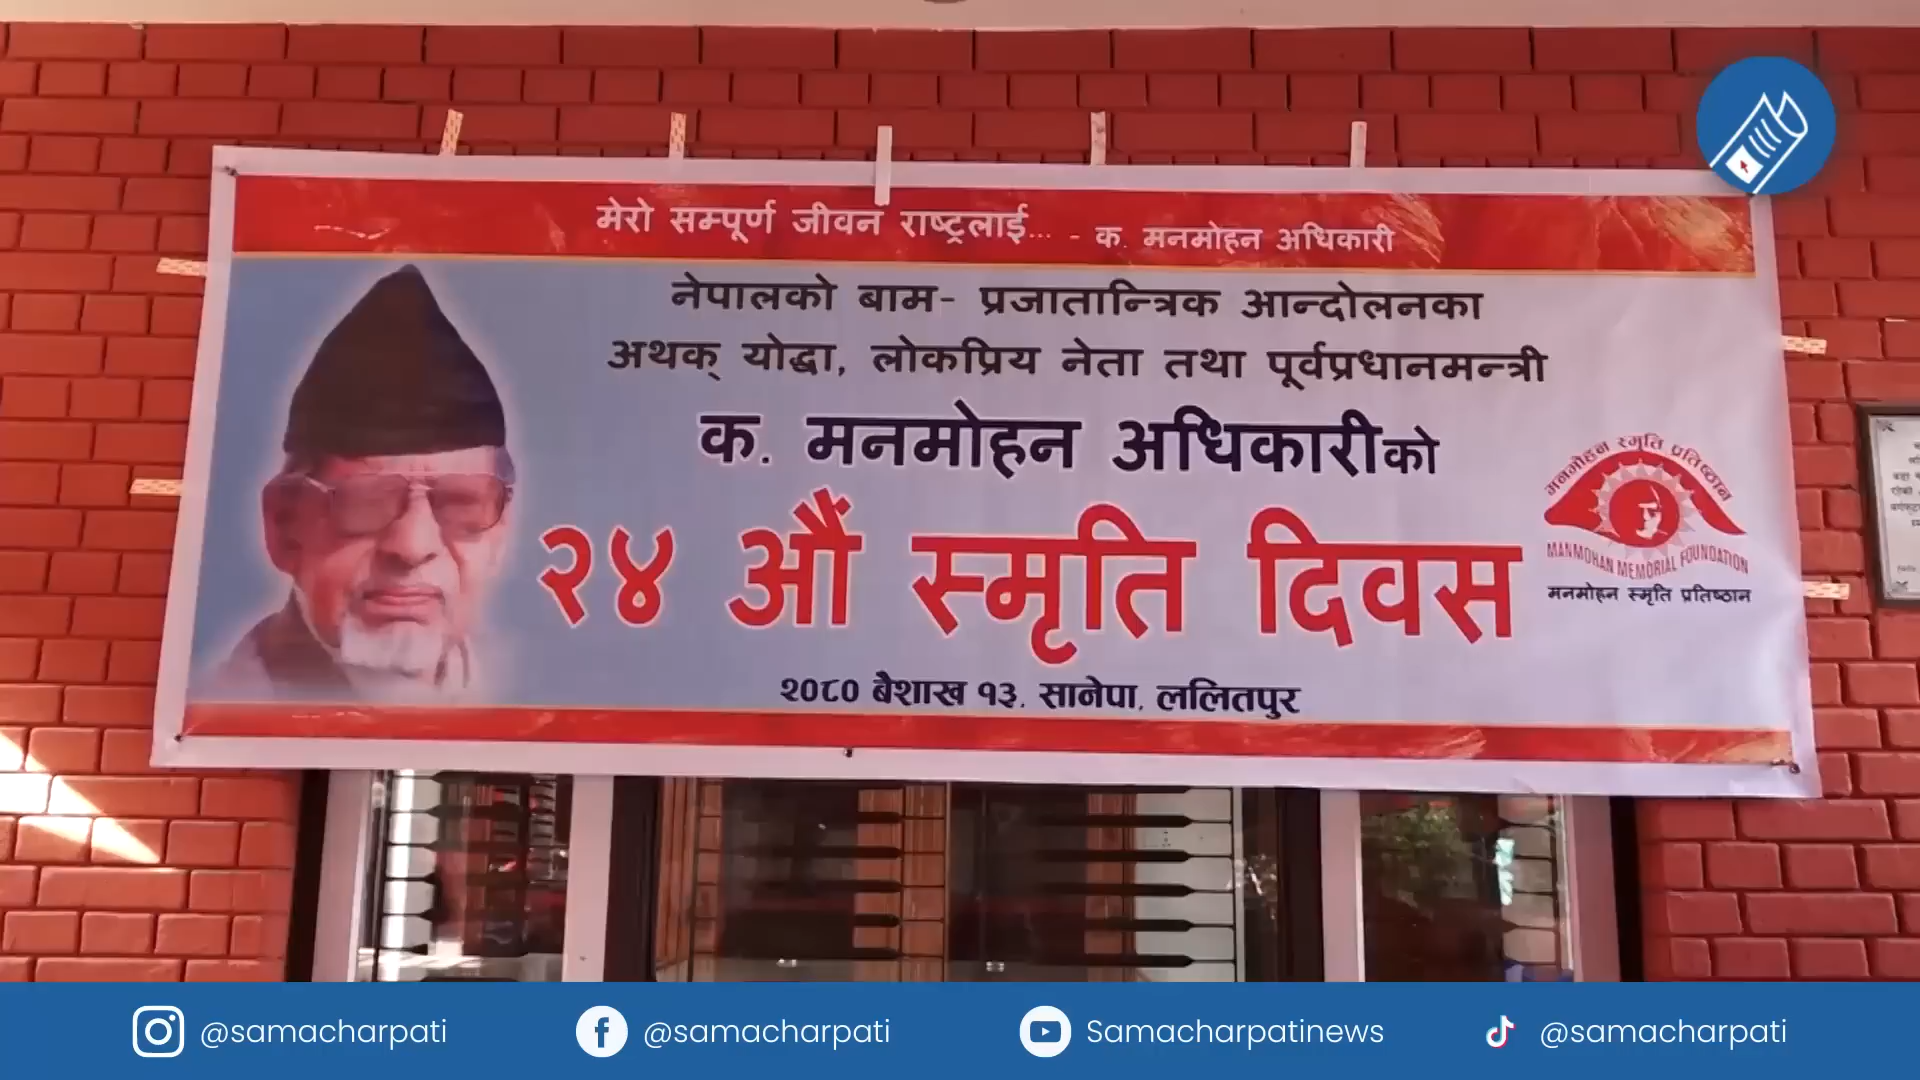 मेरो सम्पूर्ण जीवन राष्ट्रलाई... - क. मनमोहन अधिकारी
नेपालको बाम- प्रजातान्त्रिक आन्दोलनका
अथक् योद्धा, लोकप्रिय नेता तथा पूर्वप्रधानमन्त्री
क. मनमोहन अधिकारीको
२४ औं स्मृति दिवस
२०८० बैशाख १३, सानेपा, ललितपुर
मनमोहन स्मृति प्रतिष्ठान
MANMOHAN MEMORIAL FOUNDATION
मनमोहन स्मृति प्रतिष्ठान
@samacharpati
@samacharpati
Samacharpatinews
@samacharpati